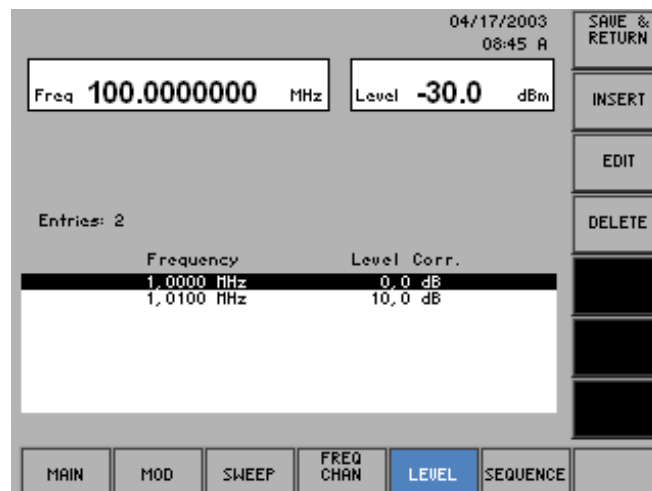 04/17/2003
08:45 A
Freq 100.0000000 MHz
Level -30.0 dBm
Entries: 2
Frequency Level Corr.
1,0000 MHz 0,0 dB
1,0100 MHz 10,0 dB
SAVE &
RETURN
INSERT
EDIT
DELETE
MAIN
MOD
SWEEP
FREQ
CHAN
LEVEL
SEQUENCE